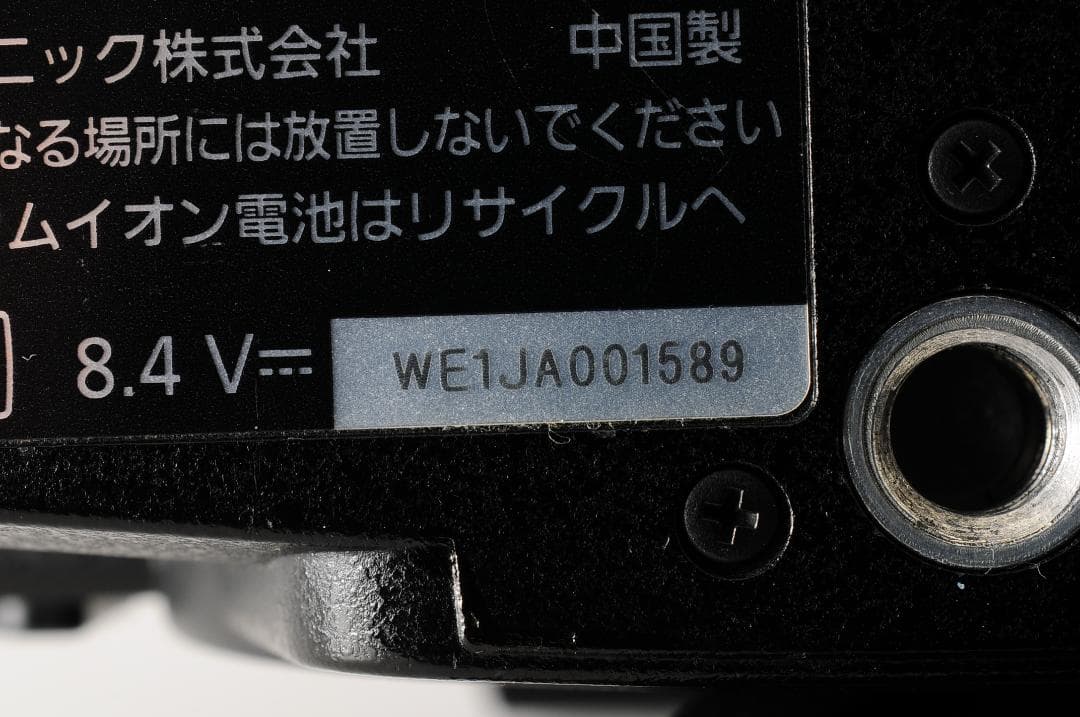 ニック株式会社 中国製
なる場所には放置しないでください
ムイオン電池はリサイクルへ
8.4 V⎓ WE1JA001589